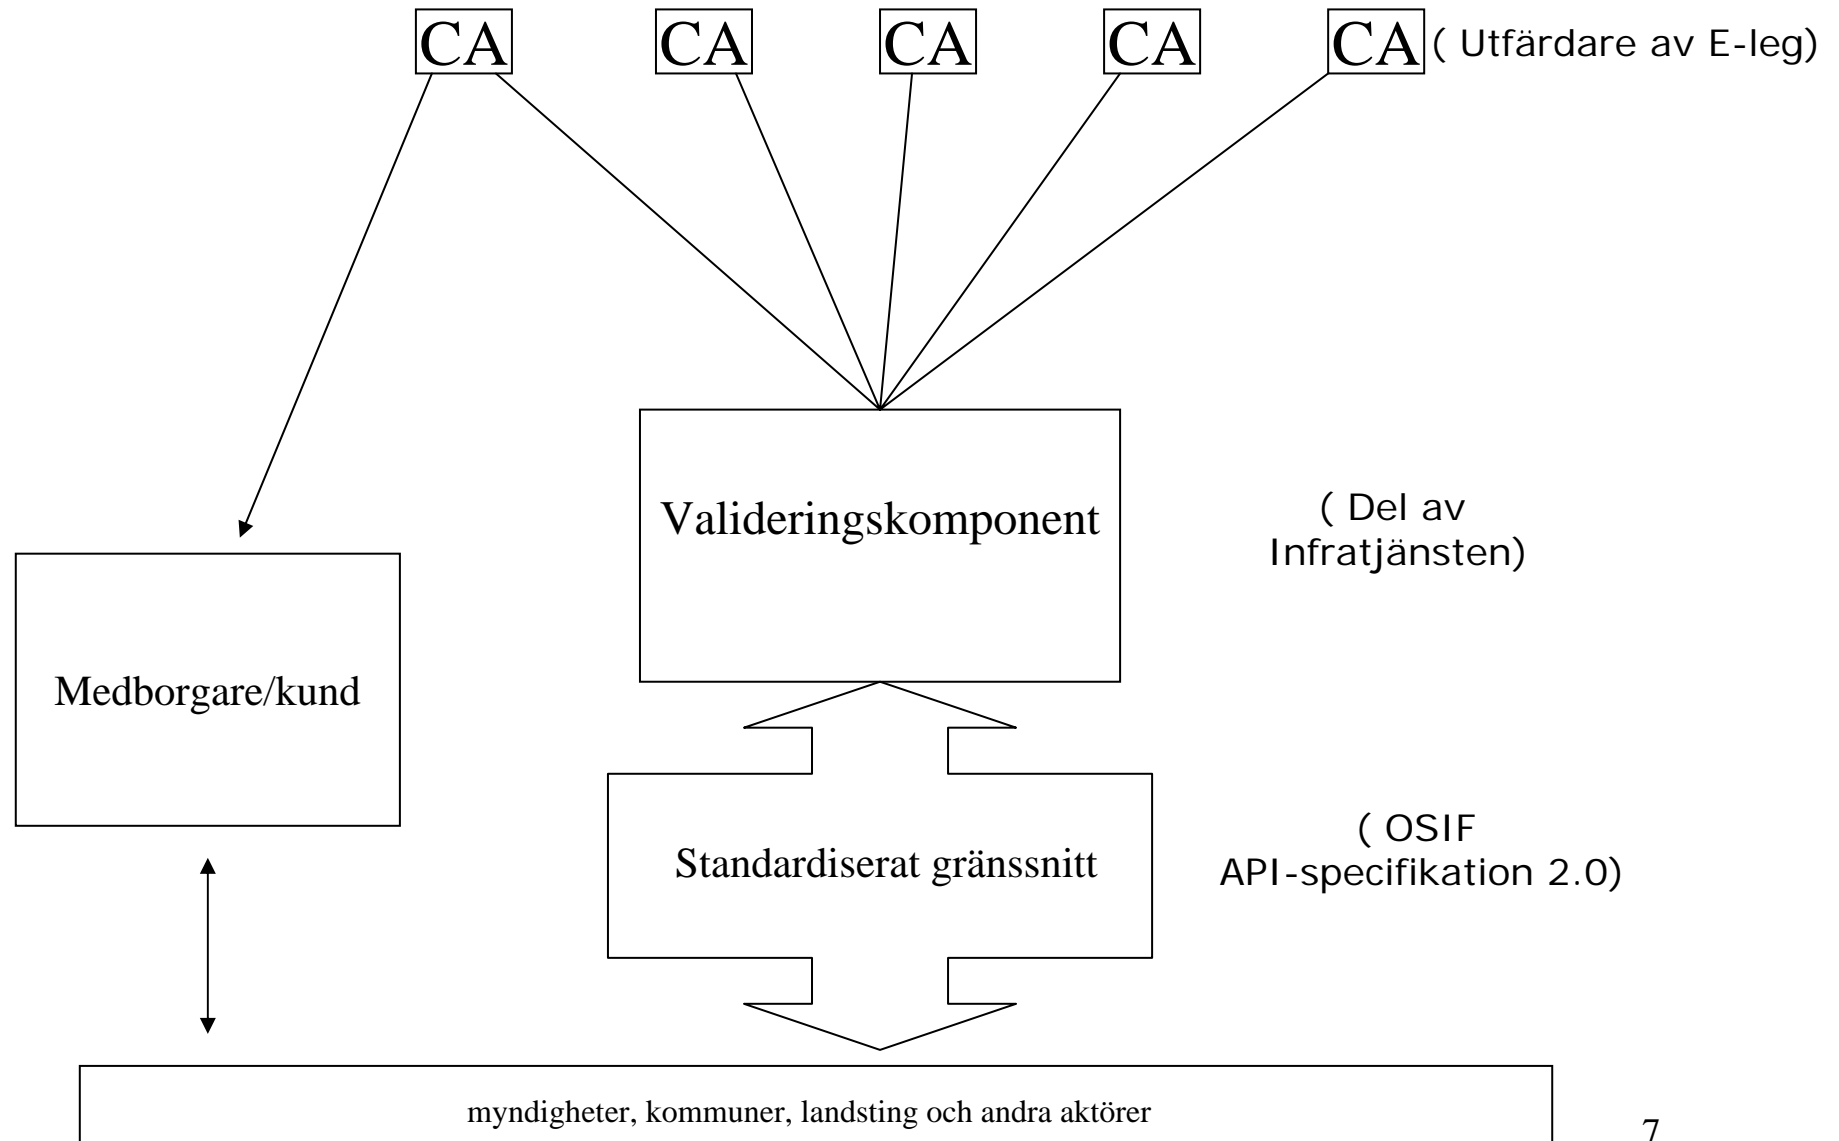 CA CA CA CA CA ( Utfärdare av E-leg)
Valideringskomponent
( Del av
Infratjänsten)
Medborgare/kund
Standardiserat gränssnitt
( OSIF
API-specifikation 2.0)
myndigheter, kommuner, landsting och andra aktörer
7